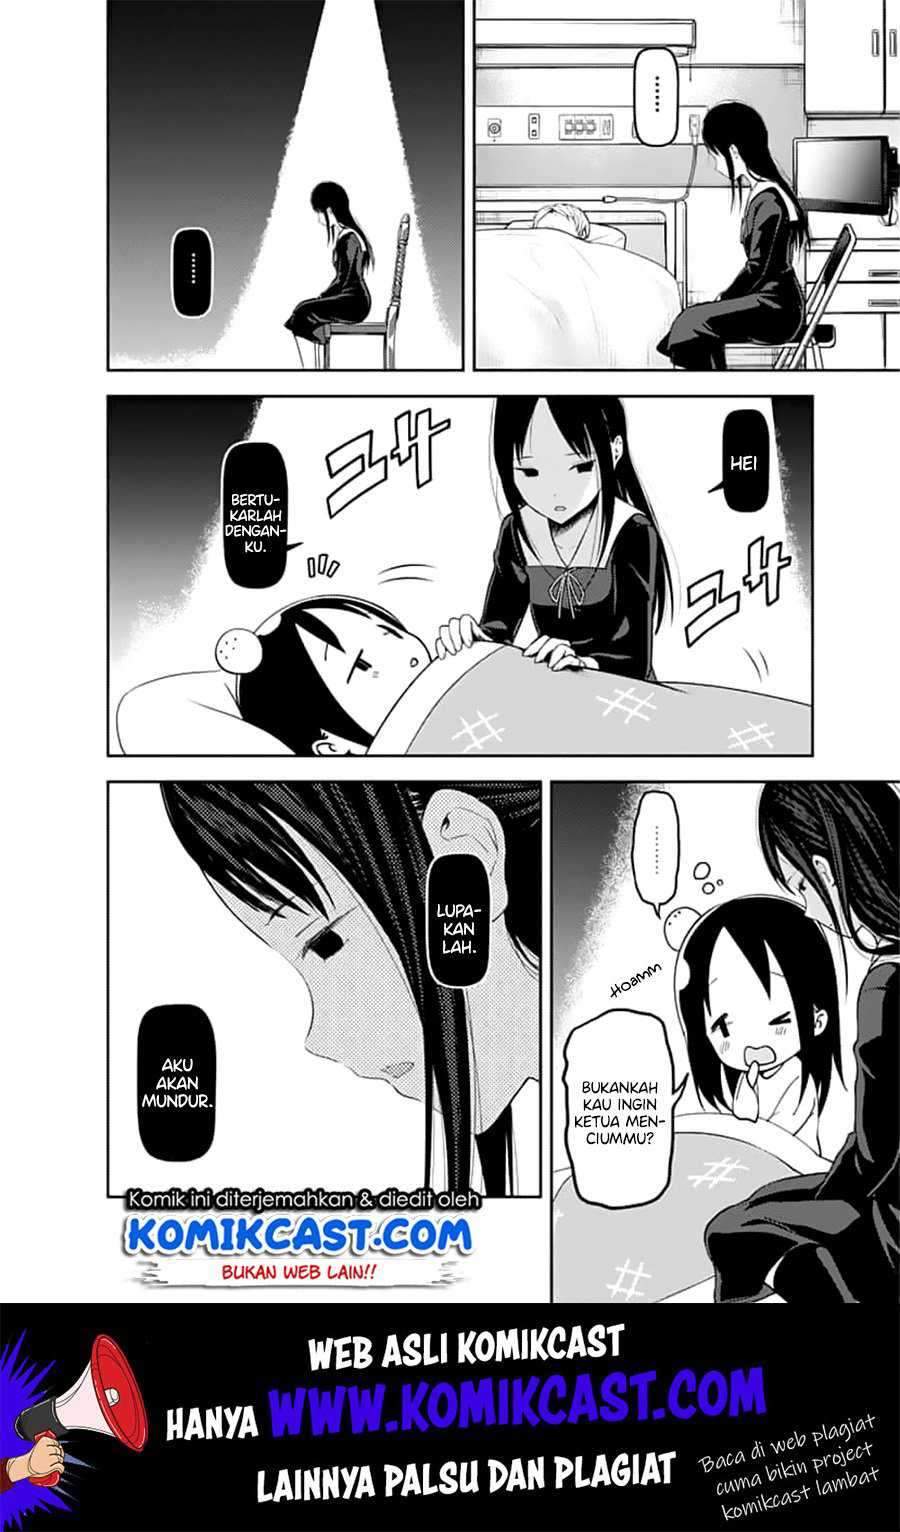 .......
......
HEI
ユサ
BERTU-
KARLAH
DENGAN-
KU.
ユサ
.........
Hoamm
BUKANKAH
KAU INGIN
KETUA MEN-
CIUMMU?
LUPA-
KAN
LAH.
AKU
AKAN
MUNDUR.
Komik ini diterjemahkan & diedit oleh
KOMIKCAST.COM
BUKAN WEB LAIN!!
WEB ASLI KOMIKCAST
HANYA WWW.KOMIKCAST.COM
LAINNYA PALSU DAN PLAGIAT
Baca di web plagiat
cuma bikin project
komikcast lambat